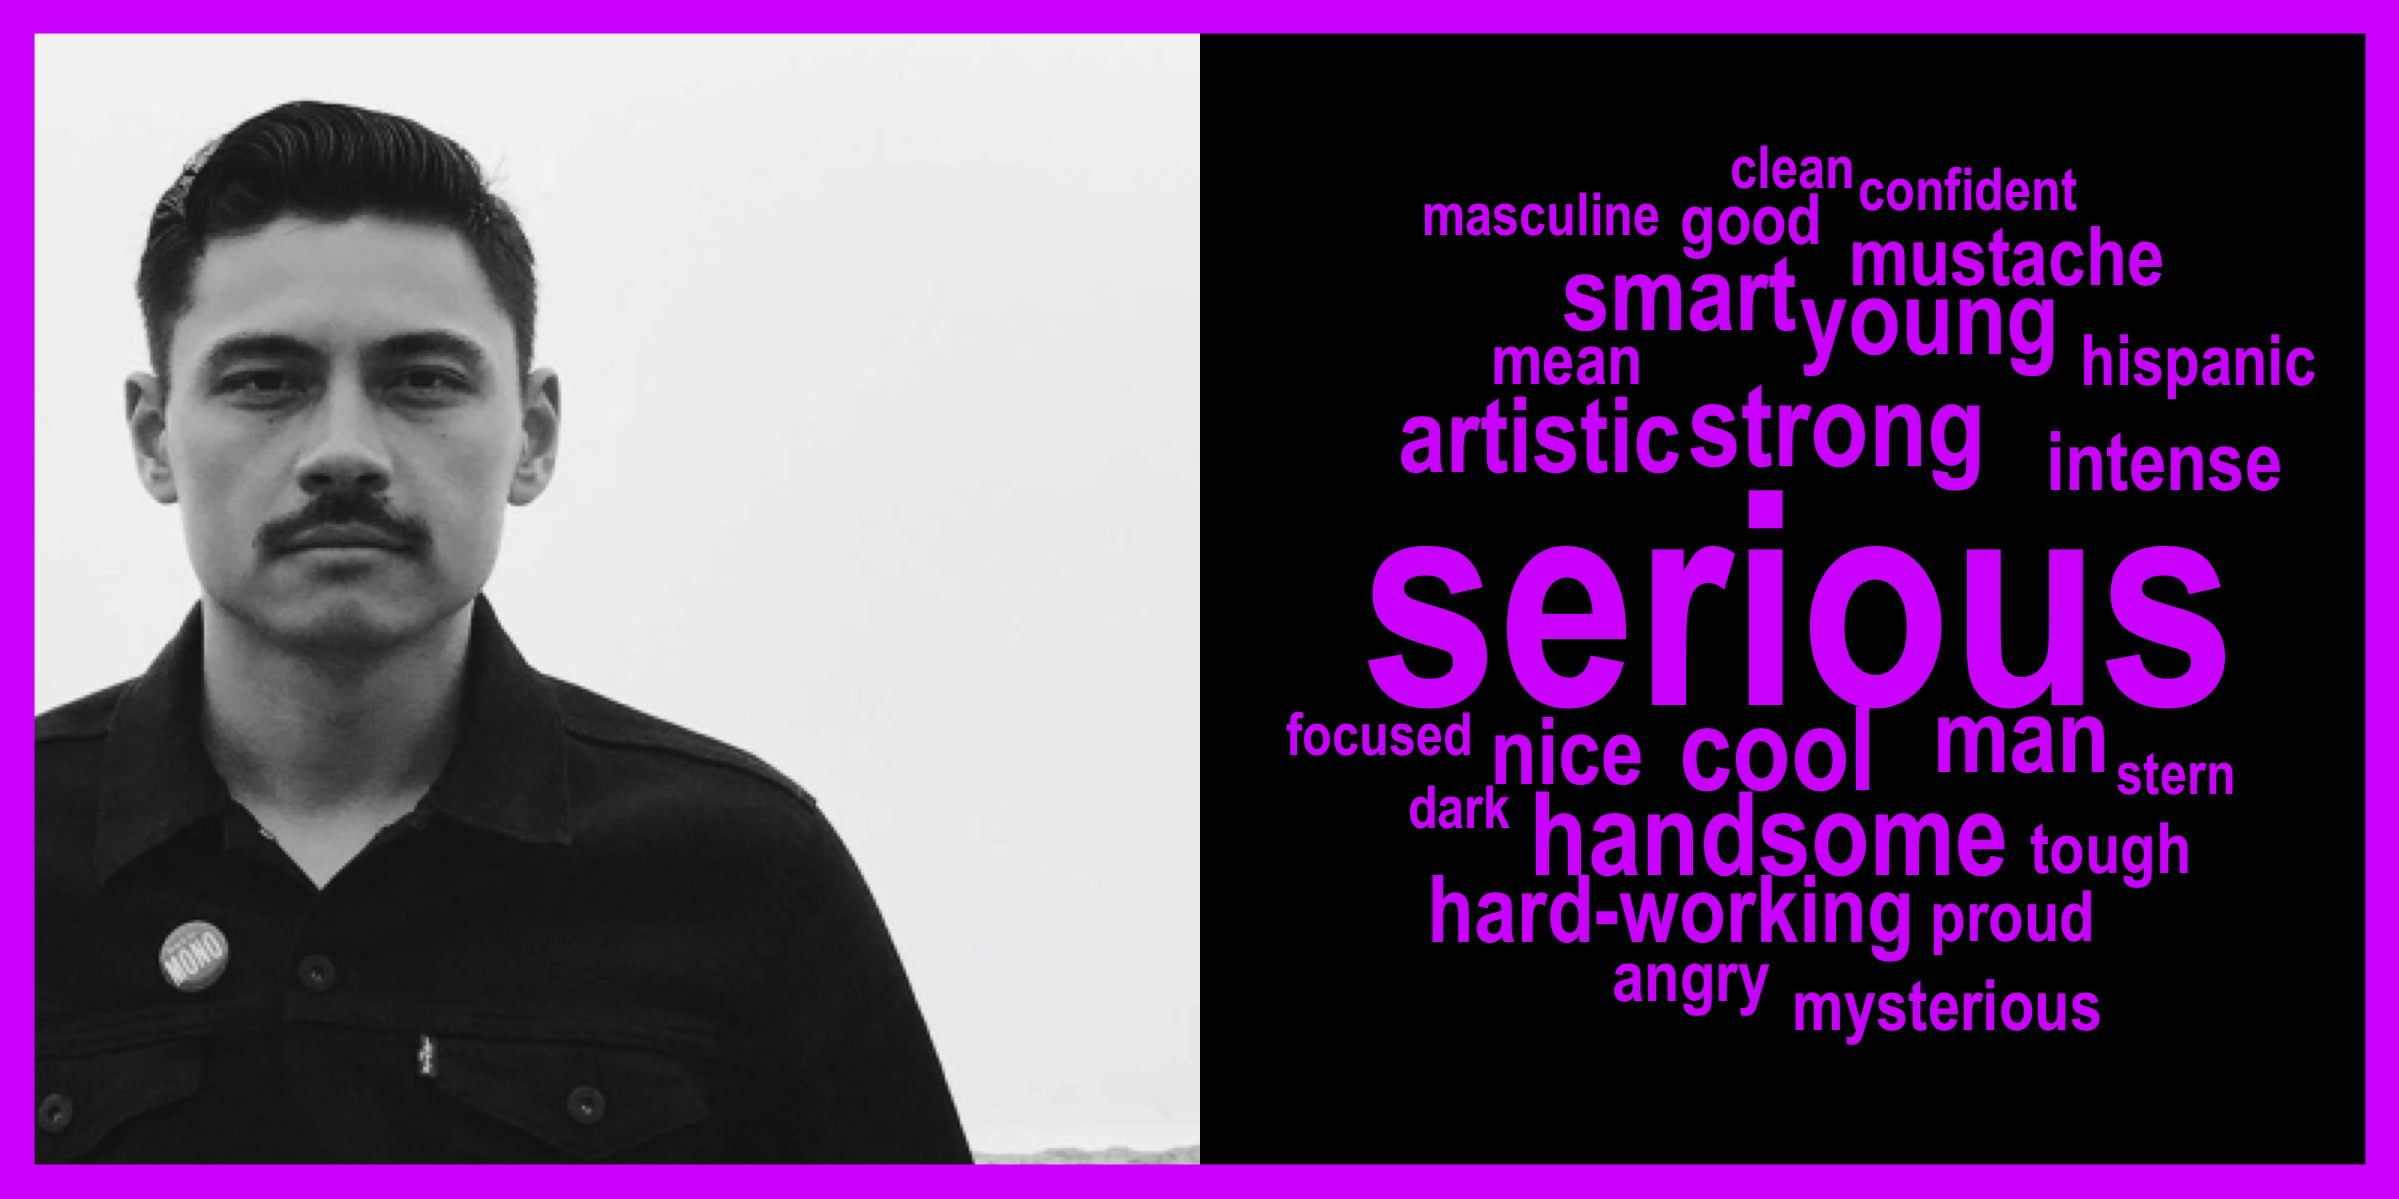 MONO
clean confident
masculine good
mustache
smart young
mean hispanic
artistic strong
intense
serious
focused nice cool man stern
dark handsome tough
hard-working proud
angry mysterious